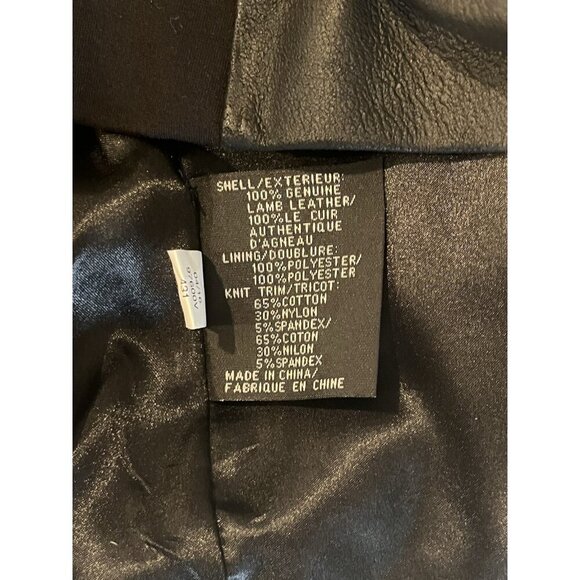 SHELL/EXTERIEUR:
100%GENUINE
LAMB LEATHER/
100%LE CUIR
AUTHENTIQUE
D'AGNEAU
LINING/DOUBLURE:
100%POLYESTER/
100%POLYESTER
KNIT TRIM/TRICOT:
65%COTTON
30%NYLON
5%SPANDEX/
65%COTON
30%NILON
5%SPANDEX
MADE IN CHINA/
FABRIQUE EN CHINE
04/16